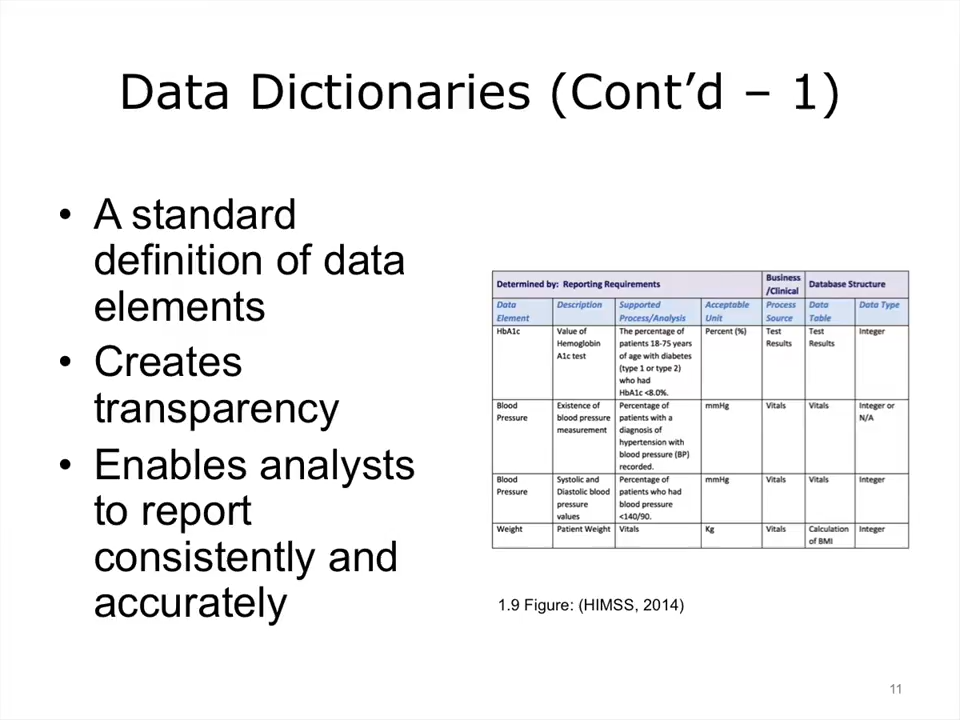 Data Dictionaries (Cont’d – 1)
• A standard
definition of data
elements
• Creates
transparency
• Enables analysts
to report
consistently and
accurately
Determined by: Reporting Requirements
Business
/Clinical
Database Structure
Data
Element
Description
Supported
Process/Analysis
Acceptable
Unit
Process
Source
Data
Table
Data Type
HbA1c
Value of
Hemoglobin
A1c test
The percentage of
patients 18-75 years
of age with diabetes
(type 1 or type 2)
who had
HbA1c <8.0%.
Percent (%)
Test
Results
Test
Results
Integer
Blood
Pressure
Existence of
blood pressure
measurement
Percentage of
patients with a
diagnosis of
hypertension with
blood pressure (BP)
recorded.
mmHg
Vitals
Vitals
Integer or
N/A
Blood
Pressure
Systolic and
Diastolic blood
pressure
values
Percentage of
patients who had
blood pressure
<140/90.
mmHg
Vitals
Vitals
Integer
Weight
Patient Weight
Vitals
Kg
Vitals
Calculation
of BMI
Integer
1.9 Figure: (HIMSS, 2014)
11